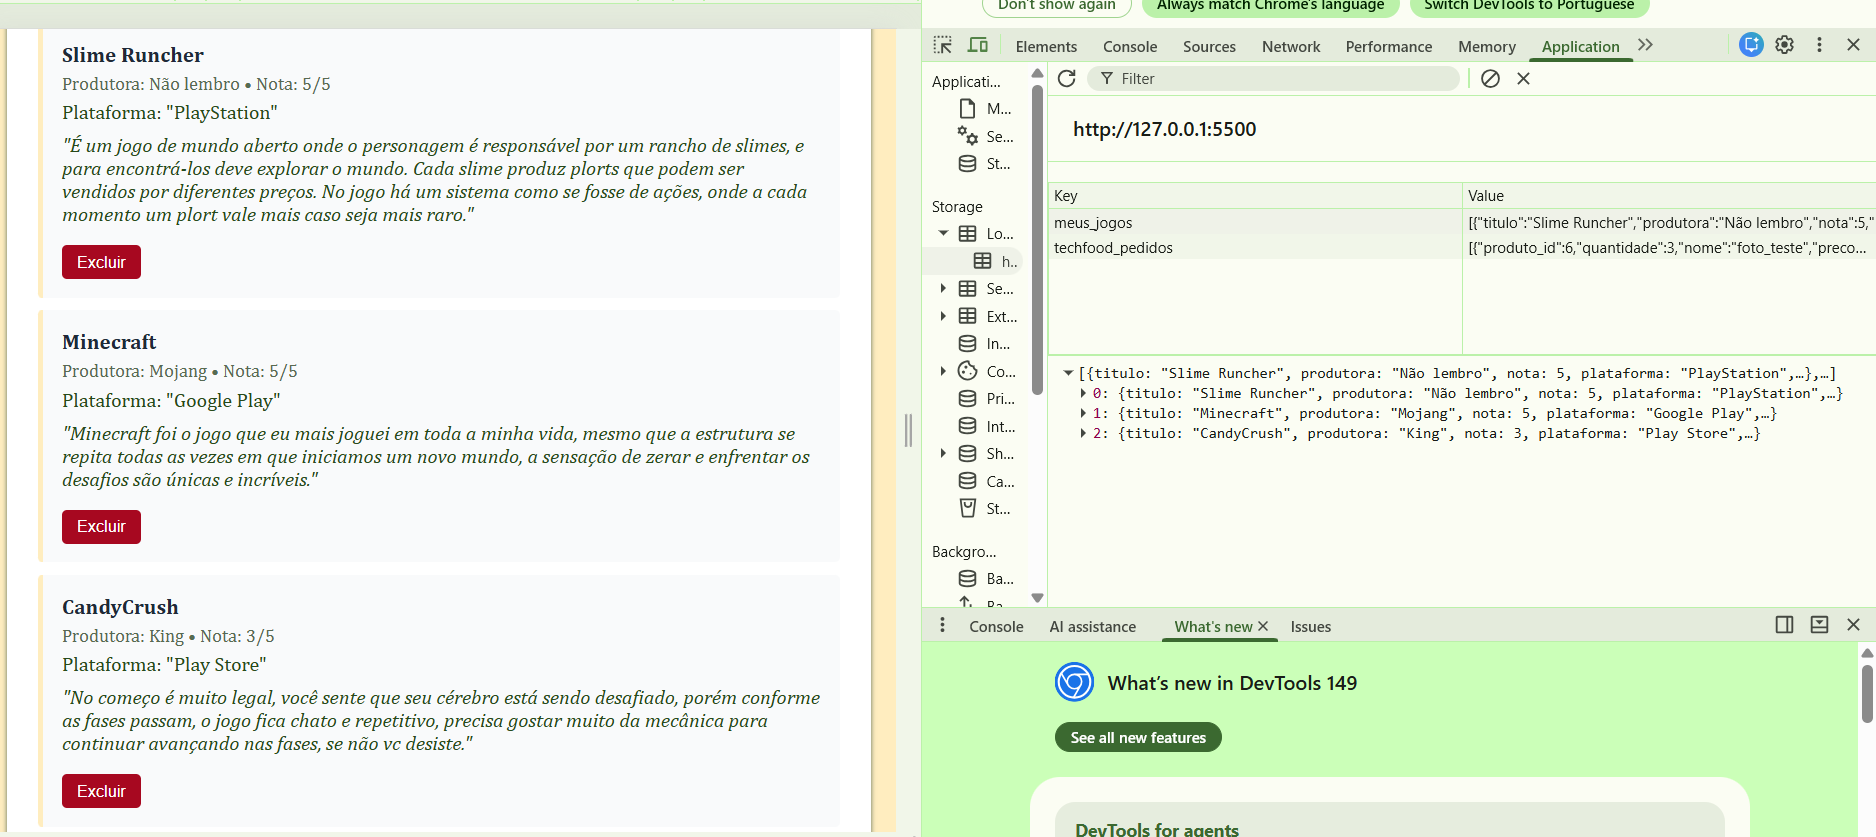 Slime Runcher
Produtora: Não lembro • Nota: 5/5
Plataforma: "PlayStation"
"É um jogo de mundo aberto onde o personagem é responsável por um rancho de slimes, e
para encontrá-los deve explorar o mundo. Cada slime produz plorts que podem ser
vendidos por diferentes preços. No jogo há um sistema como se fosse de ações, onde a cada
momento um plort vale mais caso seja mais raro."
Excluir
Minecraft
Produtora: Mojang • Nota: 5/5
Plataforma: "Google Play"
"Minecraft foi o jogo que eu mais joguei em toda a minha vida, mesmo que a estrutura se
repita todas as vezes em que iniciamos um novo mundo, a sensação de zerar e enfrentar os
desafios são únicas e incríveis."
Excluir
CandyCrush
Produtora: King • Nota: 3/5
Plataforma: "Play Store"
"No começo é muito legal, você sente que seu cérebro está sendo desafiado, porém conforme
as fases passam, o jogo fica chato e repetitivo, precisa gostar muito da mecânica para
continuar avançando nas fases, se não vc desiste."
Excluir
Don't show again Always match Chrome's language Switch DevTools to Portuguese
Elements Console Sources Network Performance Memory Application
Applicati...
M...
Se...
St...
Storage
Lo...
h..
Se...
Ext...
In...
Co...
Pri...
Int...
Sh...
Ca...
St...
Backgro...
Ba...
Ba
Filter
http://127.0.0.1:5500
Key Value
meus_jogos [{"titulo":"Slime Runcher","produtora":"Não lembro","nota":5,"
techfood_pedidos [{"produto_id":6,"quantidade":3,"nome":"foto_teste","preco...
[{titulo: "Slime Runcher", produtora: "Não lembro", nota: 5, plataforma: "PlayStation",…},…]
0: {titulo: "Slime Runcher", produtora: "Não lembro", nota: 5, plataforma: "PlayStation",…}
1: {titulo: "Minecraft", produtora: "Mojang", nota: 5, plataforma: "Google Play",…}
2: {titulo: "CandyCrush", produtora: "King", nota: 3, plataforma: "Play Store",…}
Console AI assistance What's new Issues
What's new in DevTools 149
See all new features
DevTools for agents